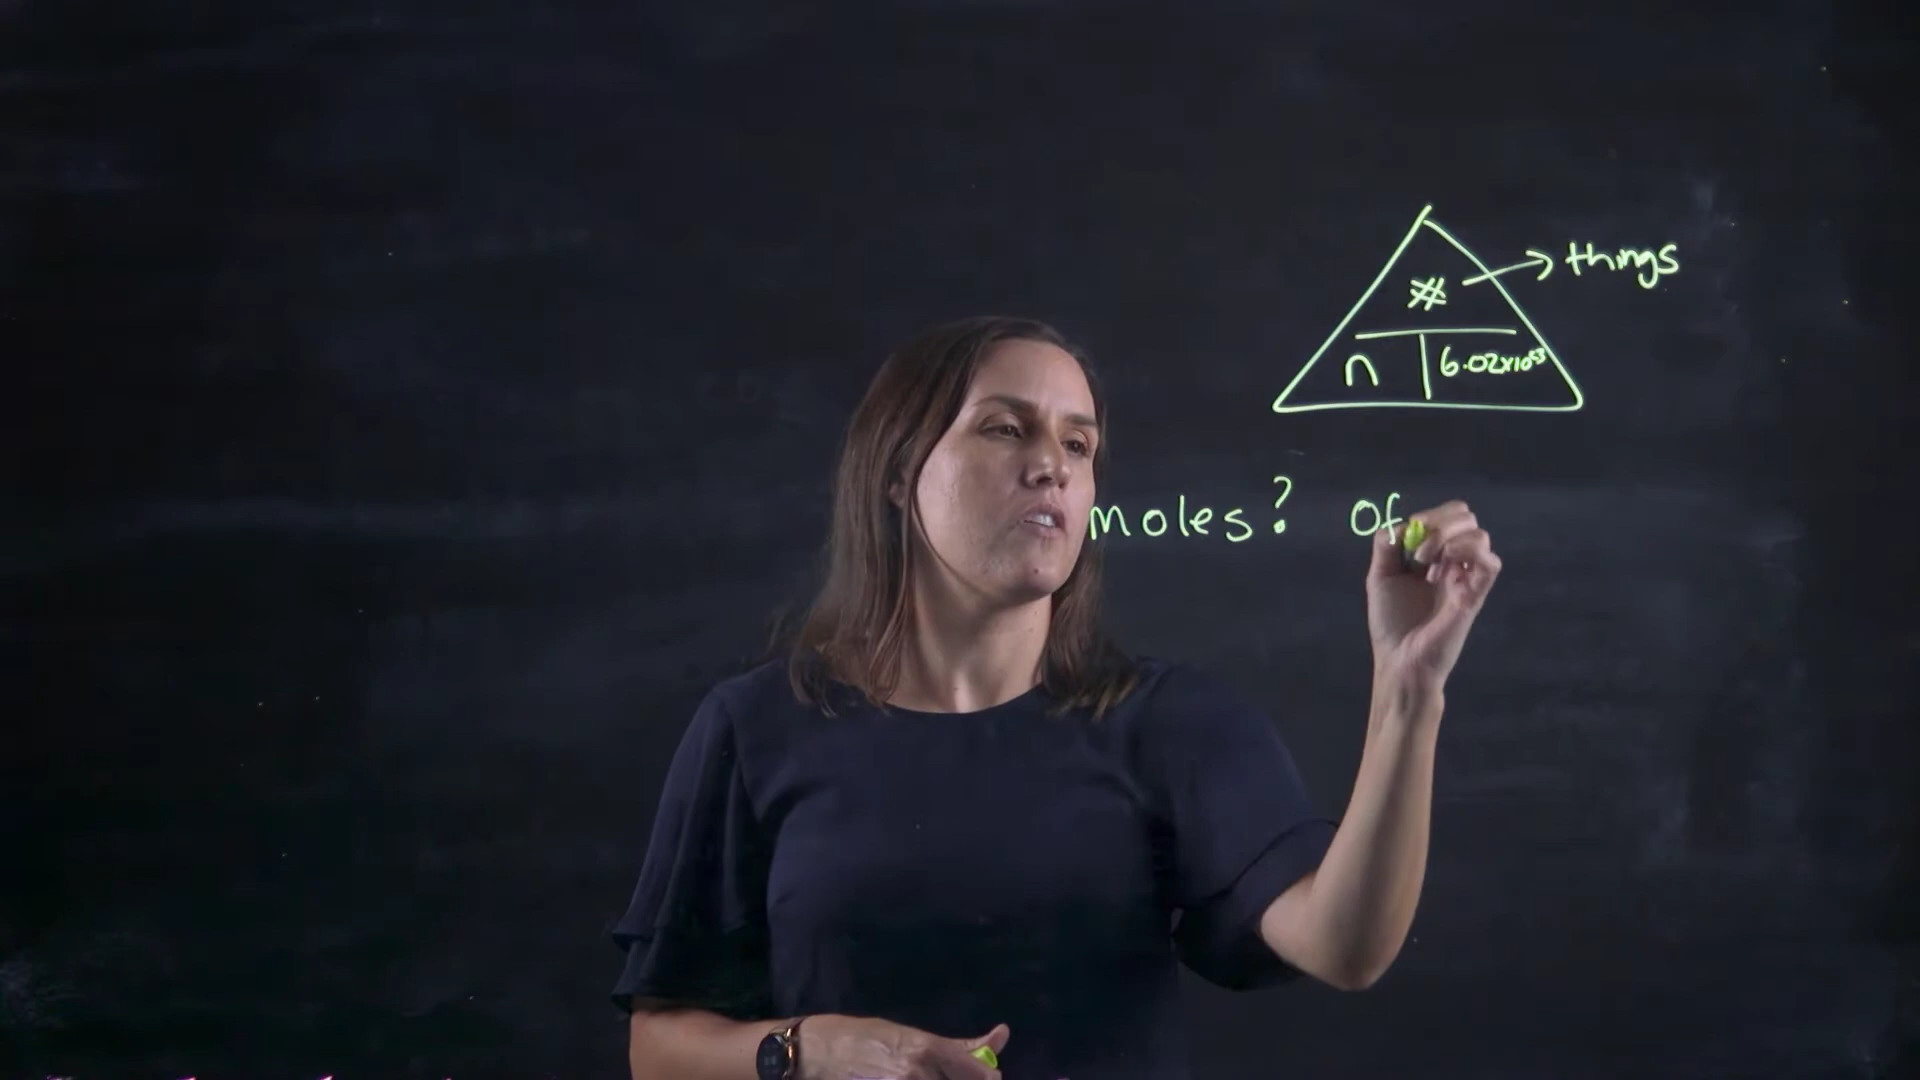 # → things
n 6.02x10²³
moles? Of